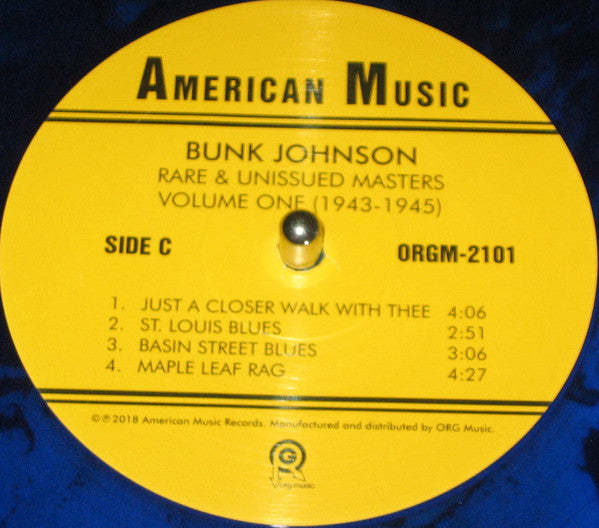 AMERICAN MUSIC
BUNK JOHNSON
RARE & UNISSUED MASTERS
VOLUME ONE (1943-1945)
SIDE C
ORGM-2101
1. JUST A CLOSER WALK WITH THEE 4:06
2. ST. LOUIS BLUES 2:51
3. BASIN STREET BLUES 3:06
4. MAPLE LEAF RAG 4:27
©℗2018 American Music Records. Manufactured and distributed by ORG Music.
org music